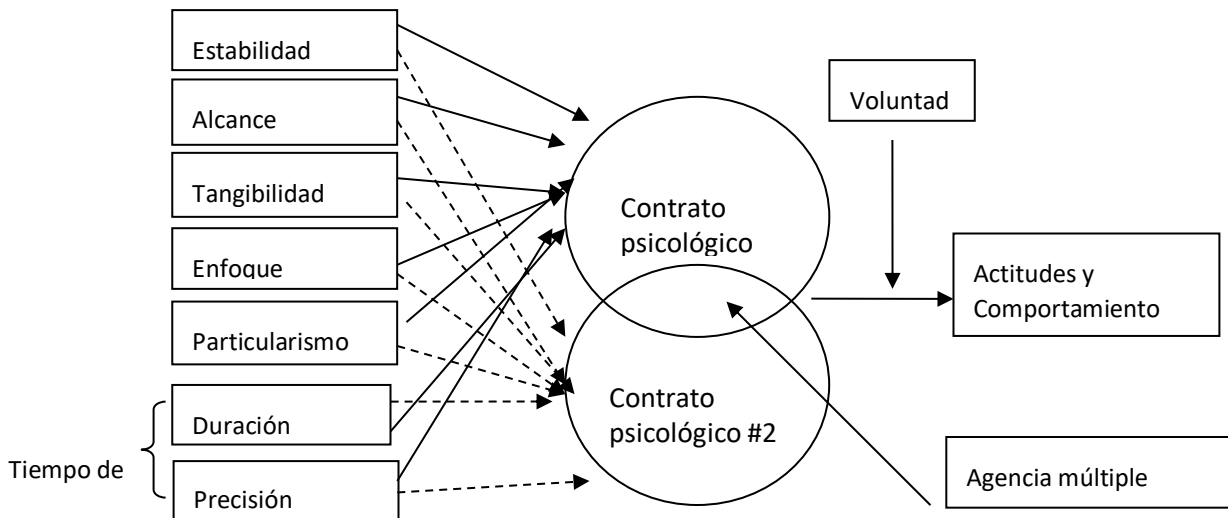 Estabilidad
Alcance
Tangibilidad
Enfoque
Particularismo
Duración
Precisión
Tiempo de
Contrato
psicológico
Contrato
psicológico #2
Voluntad
Actitudes y
Comportamiento
Agencia múltiple